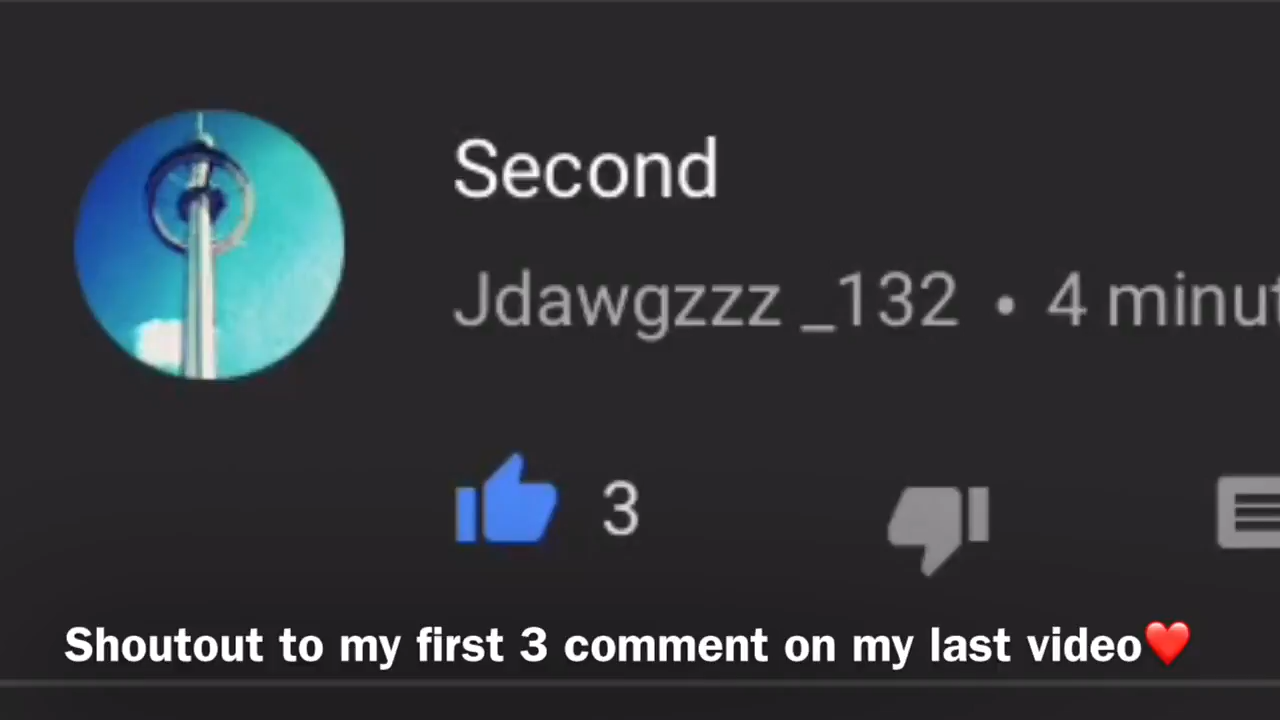 Second
Jdawgzzz _132 • 4 minut
3
Shoutout to my first 3 comment on my last video❤️